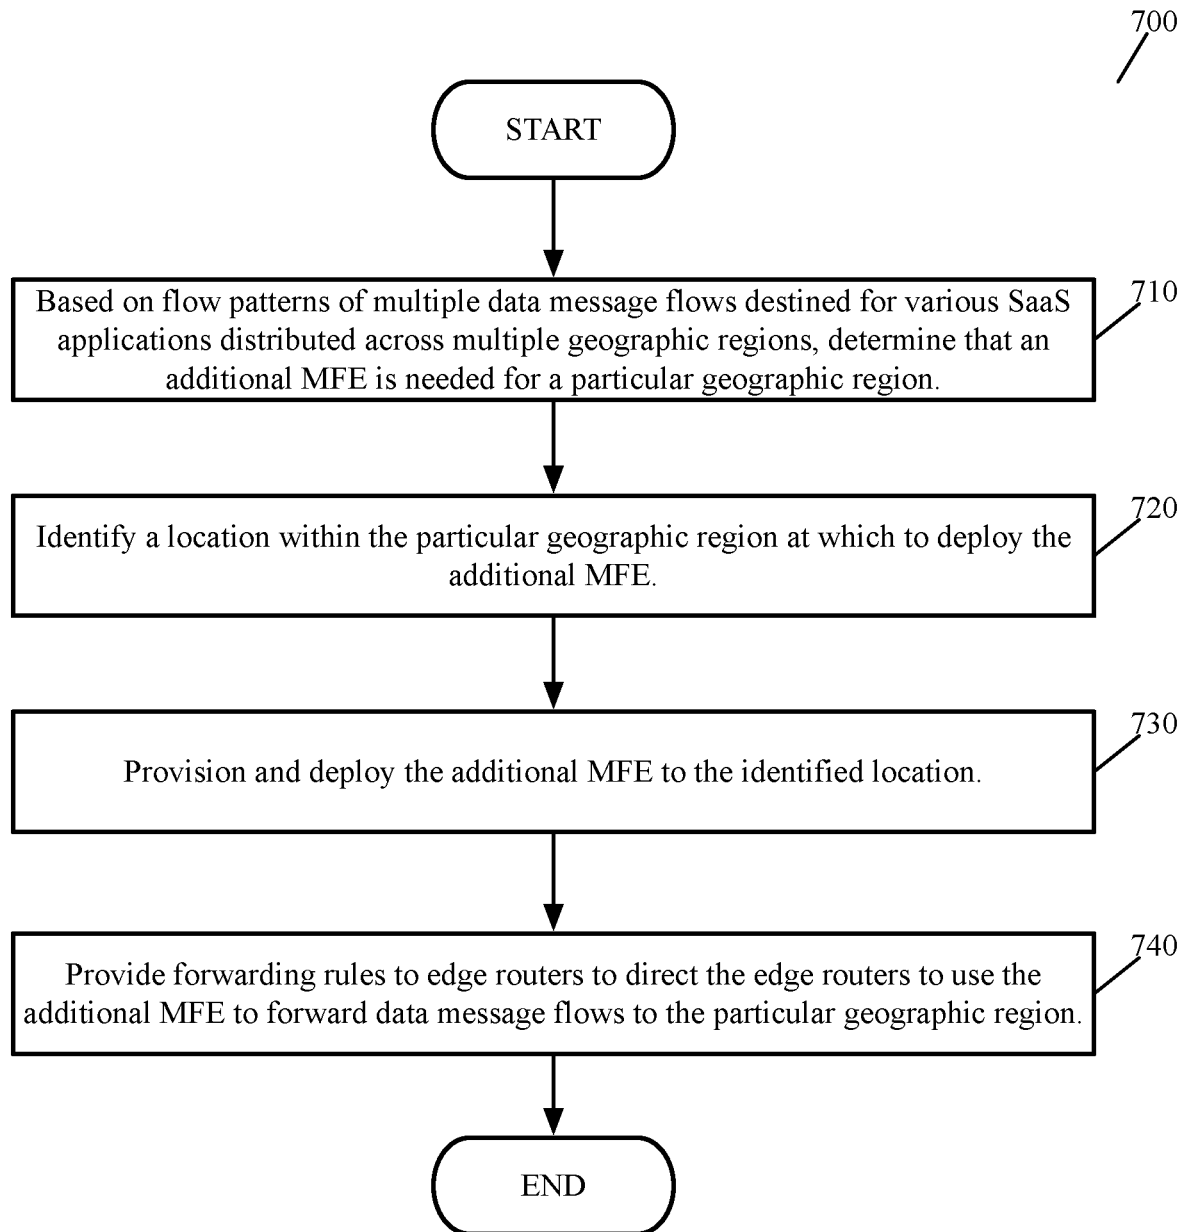 700
START
710
Based on flow patterns of multiple data message flows destined for various SaaS
applications distributed across multiple geographic regions, determine that an
additional MFE is needed for a particular geographic region.
720
Identify a location within the particular geographic region at which to deploy the
additional MFE.
730
Provision and deploy the additional MFE to the identified location.
740
Provide forwarding rules to edge routers to direct the edge routers to use the
additional MFE to forward data message flows to the particular geographic region.
END